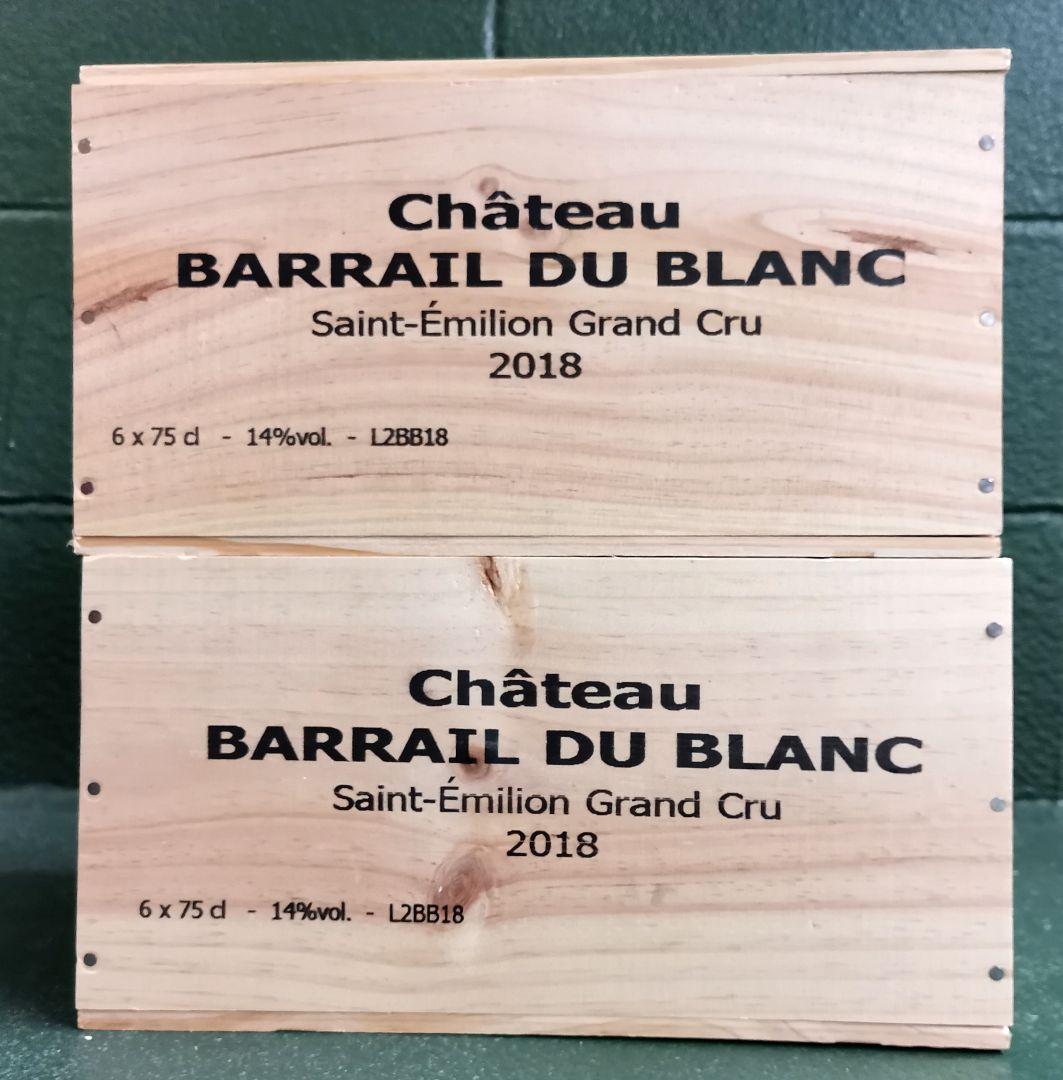 Château
BARRAIL DU BLANC
Saint-Émilion Grand Cru
2018
6 x 75 cl - 14%vol. - L2BB18
Château
BARRAIL DU BLANC
Saint-Émilion Grand Cru
2018
6 x 75 cl - 14%vol. - L2BB18